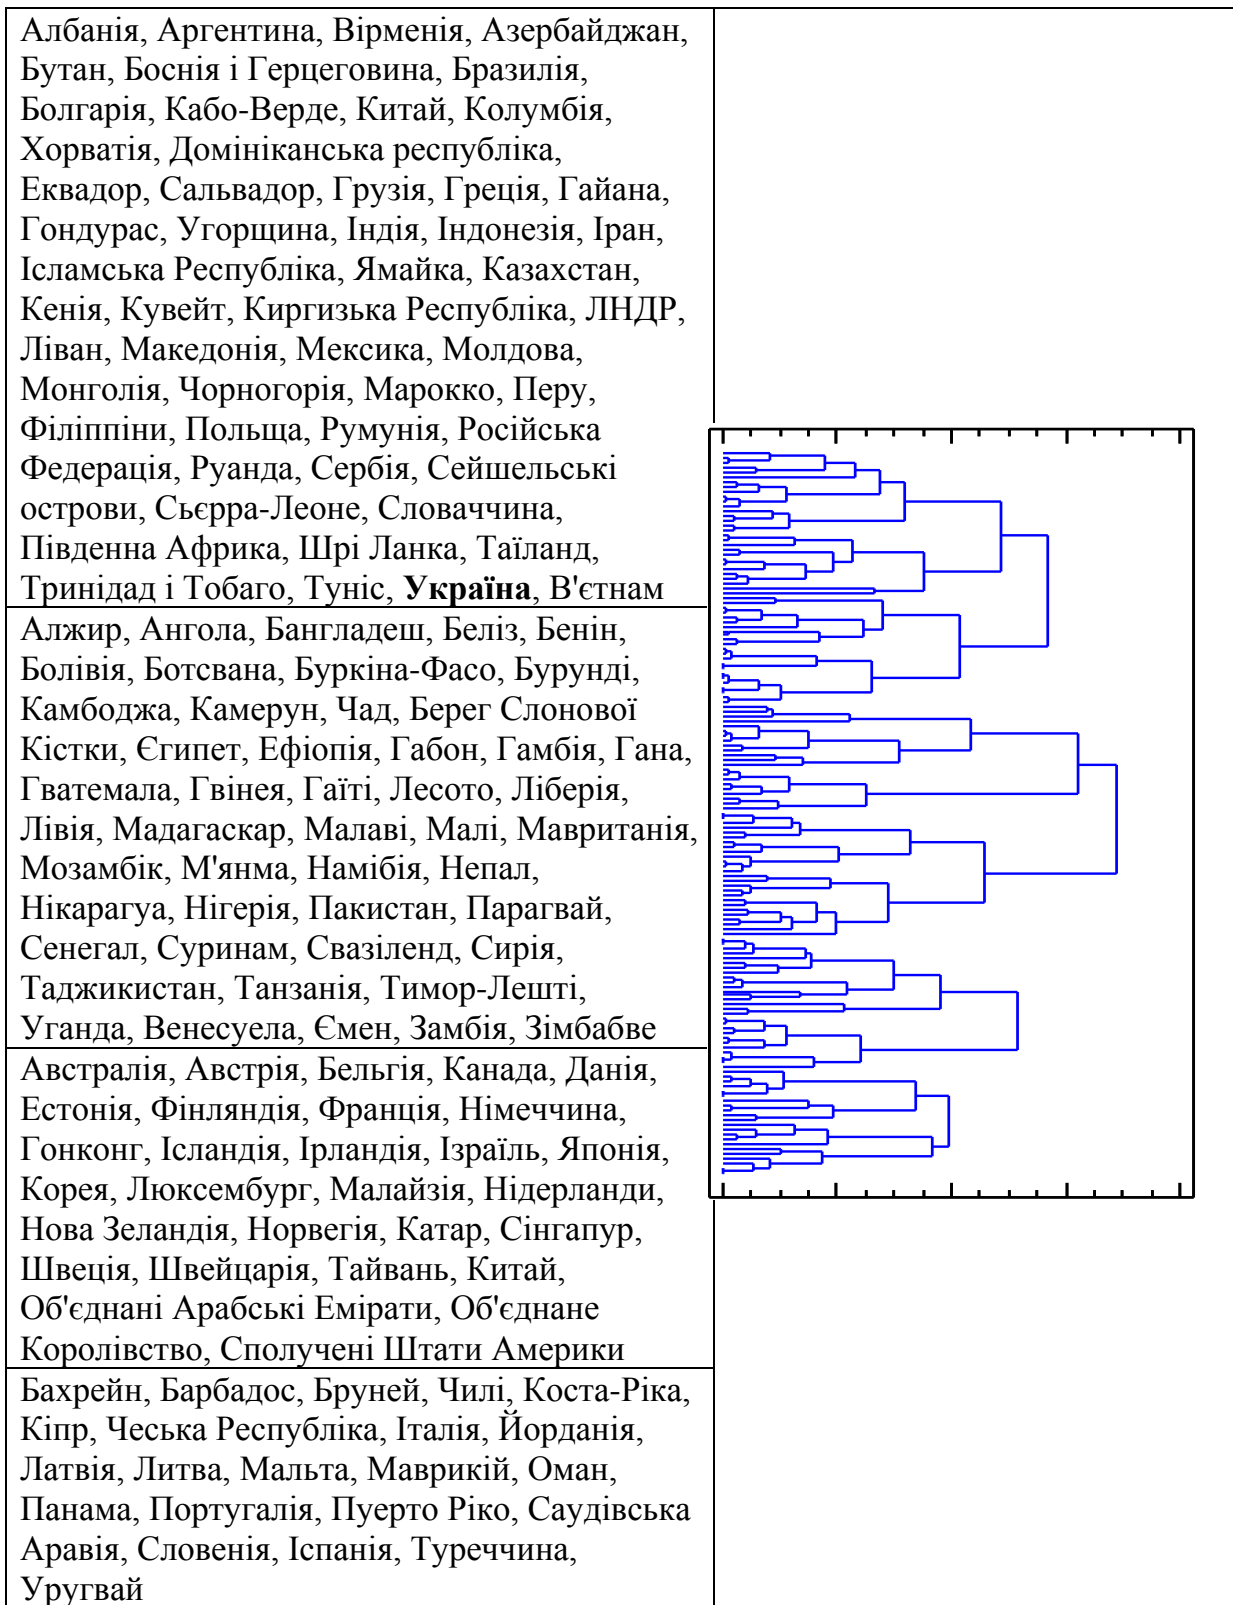 Албанія, Аргентина, Вірменія, Азербайджан,
Бутан, Боснія і Герцеговина, Бразилія,
Болгарія, Кабо-Верде, Китай, Колумбія,
Хорватія, Домініканська республіка,
Еквадор, Сальвадор, Грузія, Греція, Гайана,
Гондурас, Угорщина, Індія, Індонезія, Іран,
Ісламська Республіка, Ямайка, Казахстан,
Кенія, Кувейт, Киргизька Республіка, ЛНДР,
Ліван, Македонія, Мексика, Молдова,
Монголія, Чорногорія, Марокко, Перу,
Філіппіни, Польща, Румунія, Російська
Федерація, Руанда, Сербія, Сейшельські
острови, Сьєрра-Леоне, Словаччина,
Південна Африка, Шрі Ланка, Таїланд,
Тринідад і Тобаго, Туніс, Україна, В'єтнам
Алжир, Ангола, Бангладеш, Беліз, Бенін,
Болівія, Ботсвана, Буркіна-Фасо, Бурунді,
Камбоджа, Камерун, Чад, Берег Слонової
Кістки, Єгипет, Ефіопія, Габон, Гамбія, Гана,
Гватемала, Гвінея, Гаїті, Лесото, Ліберія,
Лівія, Мадагаскар, Малаві, Малі, Мавританія,
Мозамбік, М'янма, Намібія, Непал,
Нікарагуа, Нігерія, Пакистан, Парагвай,
Сенегал, Суринам, Свазіленд, Сирія,
Таджикистан, Танзанія, Тимор-Лешті,
Уганда, Венесуела, Ємен, Замбія, Зімбабве
Австралія, Австрія, Бельгія, Канада, Данія,
Естонія, Фінляндія, Франція, Німеччина,
Гонконг, Ісландія, Ірландія, Ізраїль, Японія,
Корея, Люксембург, Малайзія, Нідерланди,
Нова Зеландія, Норвегія, Катар, Сінгапур,
Швеція, Швейцарія, Тайвань, Китай,
Об'єднані Арабські Емірати, Об'єднане
Королівство, Сполучені Штати Америки
Бахрейн, Барбадос, Бруней, Чилі, Коста-Ріка,
Кіпр, Чеська Республіка, Італія, Йорданія,
Латвія, Литва, Мальта, Маврикій, Оман,
Панама, Португалія, Пуерто Ріко, Саудівська
Аравія, Словенія, Іспанія, Туреччина,
Уругвай